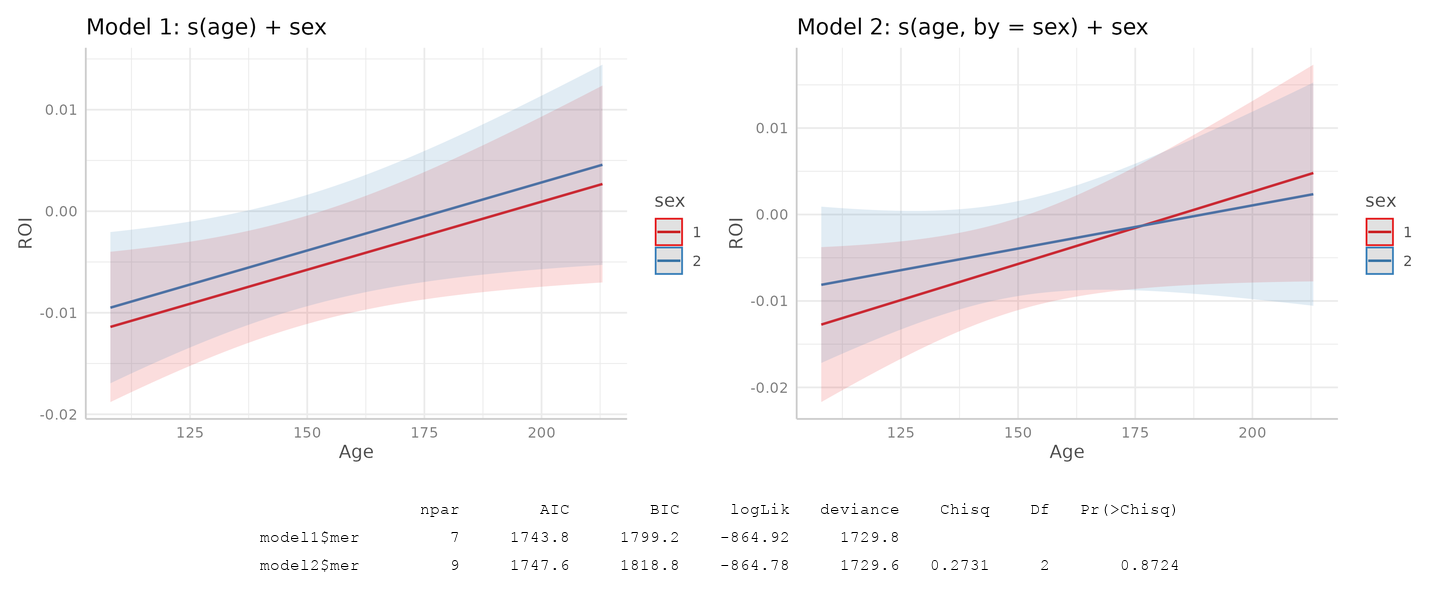 Model 1: s(age) + sex
0.01
0.00
-0.01
-0.02
ROI
125 150 175 200
Age
sex
1
2
Model 2: s(age, by = sex) + sex
0.01
0.00
-0.01
-0.02
ROI
125 150 175 200
Age
sex
1
2
npar AIC BIC logLik deviance Chisq Df Pr(>Chisq)
model1$mer 7 1743.8 1799.2 -864.92 1729.8
model2$mer 9 1747.6 1818.8 -864.78 1729.6 0.2731 2 0.8724